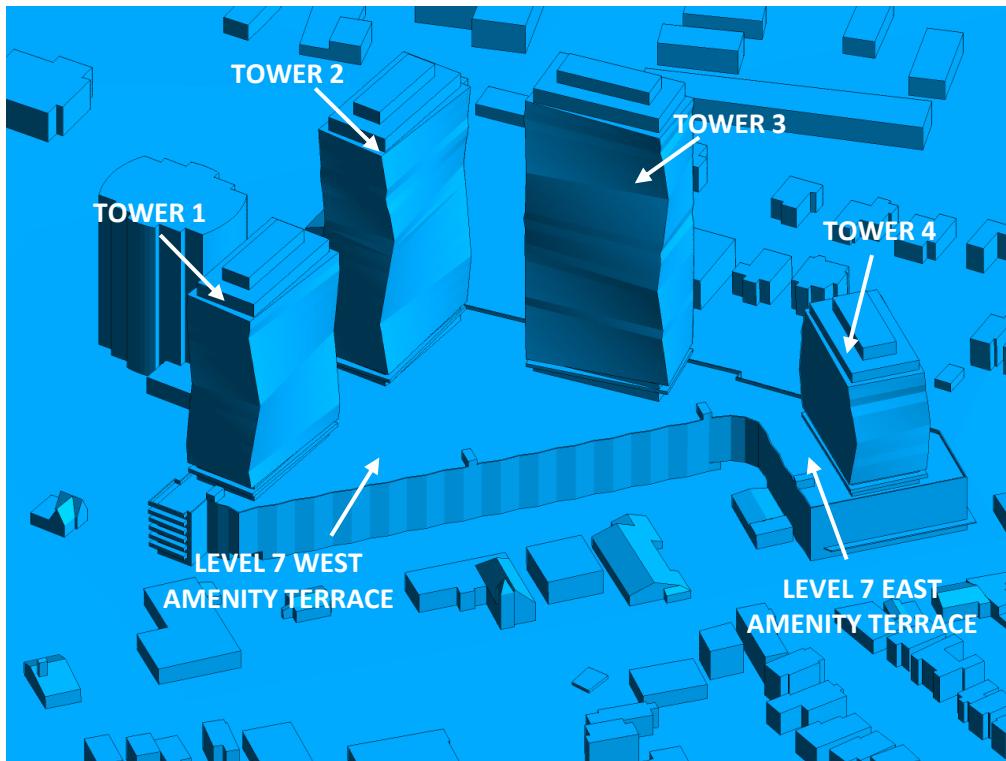 TOWER 2
TOWER 3
TOWER 1
TOWER 4
LEVEL 7 WEST
AMENITY TERRACE
LEVEL 7 EAST
AMENITY TERRACE